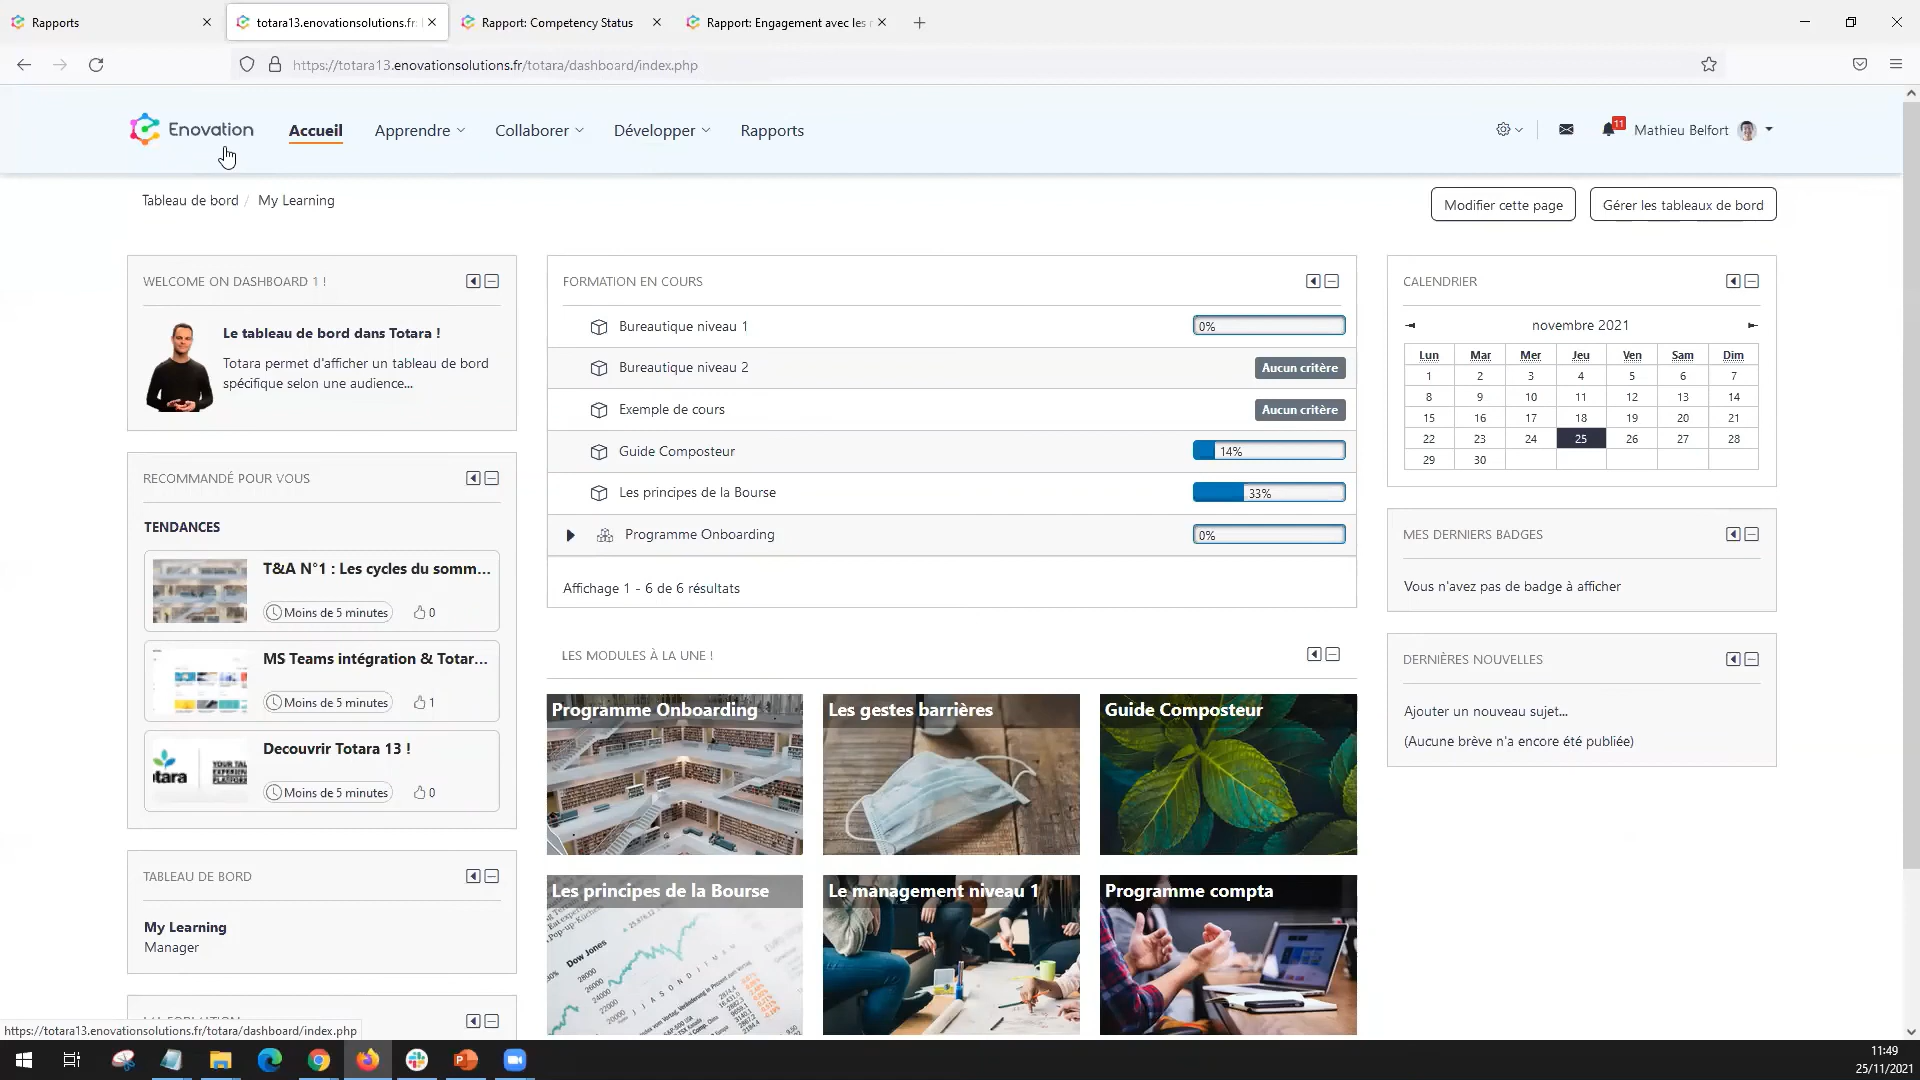 Rapports
totara13.enovationsolutions.fr:
Rapport: Competency Status
Rapport: Engagement avec les
https://totara13.enovationsolutions.fr/totara/dashboard/index.php
Enovation
Accueil
Apprendre
Collaborer
Développer
Rapports
11
Mathieu Belfort
Tableau de bord / My Learning
Modifier cette page
Gérer les tableaux de bord
WELCOME ON DASHBOARD 1 !
Le tableau de bord dans Totara !
Totara permet d'afficher un tableau de bord
spécifique selon une audience...
RECOMMANDÉ POUR VOUS
TENDANCES
T&A N°1 : Les cycles du somm...
Moins de 5 minutes
0
MS Teams intégration & Totar...
Moins de 5 minutes
1
Decouvrir Totara 13 !
Moins de 5 minutes
0
TABLEAU DE BORD
My Learning
Manager
FORMATION EN COURS
Bureautique niveau 1
0%
Bureautique niveau 2
Aucun critère
Exemple de cours
Aucun critère
Guide Composteur
14%
Les principes de la Bourse
33%
Programme Onboarding
0%
Affichage 1 - 6 de 6 résultats
LES MODULES À LA UNE !
Programme Onboarding
Les gestes barrières
Guide Composteur
Les principes de la Bourse
Dow Jones
Le management niveau 1
Programme compta
CALENDRIER
novembre 2021
Lun Mar Mer Jeu Ven Sam Dim
1 2 3 4 5 6 7
8 9 10 11 12 13 14
15 16 17 18 19 20 21
22 23 24 25 26 27 28
29 30
MES DERNIERS BADGES
Vous n'avez pas de badge à afficher
DERNIÈRES NOUVELLES
Ajouter un nouveau sujet...
(Aucune brève n'a encore été publiée)
https://totara13.enovationsolutions.fr/totara/dashboard/index.php
11:49
25/11/2021